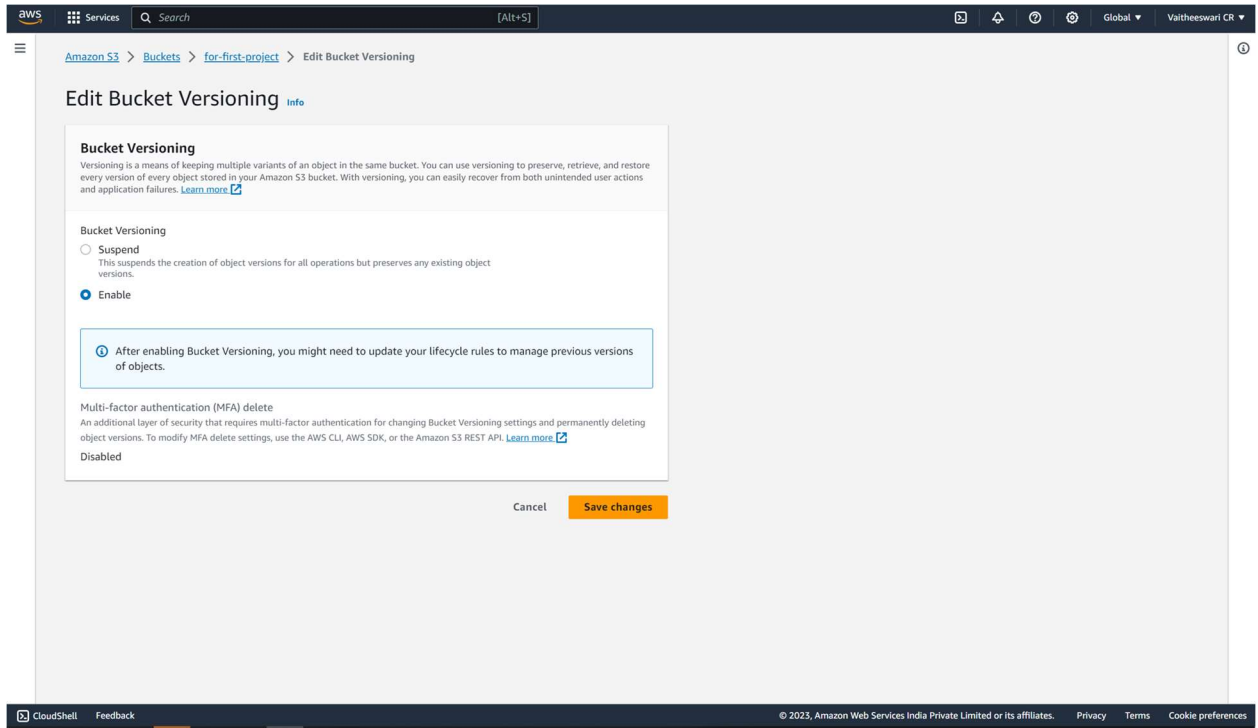 aws
Services
Search
[Alt+S]
Global ▼
Vaitheeswari CR ▼
Amazon S3 > Buckets > for-first-project > Edit Bucket Versioning
Edit Bucket Versioning Info
Bucket Versioning
Versioning is a means of keeping multiple variants of an object in the same bucket. You can use versioning to preserve, retrieve, and restore
every version of every object stored in your Amazon S3 bucket. With versioning, you can easily recover from both unintended user actions
and application failures. Learn more
Bucket Versioning
Suspend
This suspends the creation of object versions for all operations but preserves any existing object
versions.
Enable
After enabling Bucket Versioning, you might need to update your lifecycle rules to manage previous versions
of objects.
Multi-factor authentication (MFA) delete
An additional layer of security that requires multi-factor authentication for changing Bucket Versioning settings and permanently deleting
object versions. To modify MFA delete settings, use the AWS CLI, AWS SDK, or the Amazon S3 REST API. Learn more
Disabled
Cancel
Save changes
CloudShell
Feedback
© 2023, Amazon Web Services India Private Limited or its affiliates.
Privacy
Terms
Cookie preferences